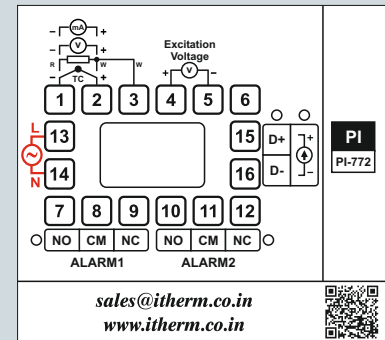 mA
- +
V
- +
R W W
- TC +
Excitation
Voltage
+ V -
1 2 3 4 5 6
L
13
15 D+ +
PI
N
14
16 D- -
PI-772
7 8 9 10 11 12
NO CM NC NO CM NC
ALARM1 ALARM2
sales@itherm.co.in
www.itherm.co.in